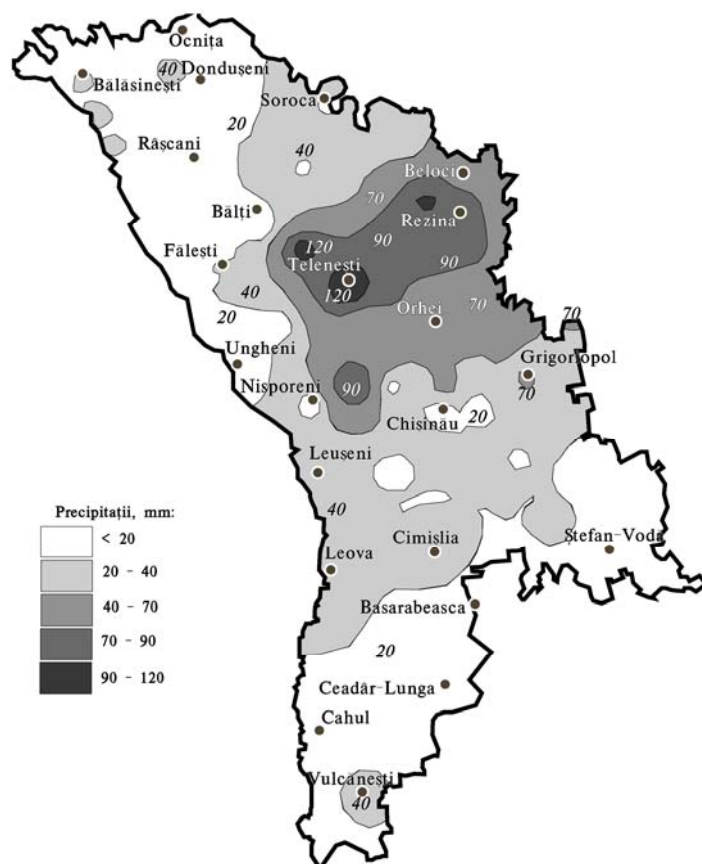 Ocnița
40
Dondușeni
Bălăsinești
Soroca
20
Râșcani
40
Beloci
70
Rezina
Bălți
120
90
Fălești
Telenești
90
40
120
20
Orhei
70
70
Ungheni
Grigoriopol
Nisporeni
90
70
Chisinău
20
Leușeni
40
Precipitații, mm:
< 20
20 - 40
40 - 70
70 - 90
90 - 120
Cimișlia
Ștefan-Vodă
Leova
Basarabeasca
20
Ceadâr-Lunga
Cahul
Vulcănești
40